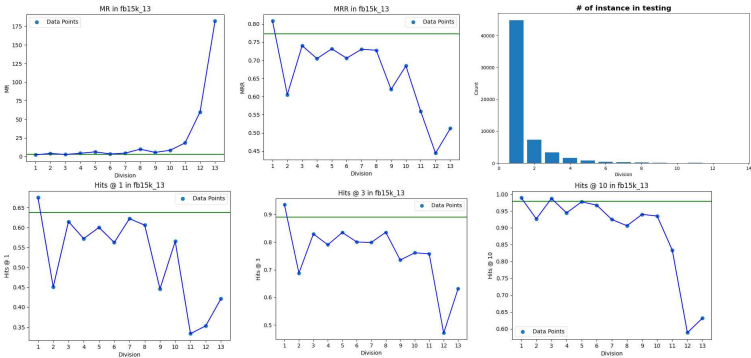 MR in fb15k_13
Data Points
175
150
125
100
75
50
25
0
MR
1 2 3 4 5 6 7 8 9 10 11 12 13
Division
MRR in fb15k_13
Data Points
0.80
0.75
0.70
0.65
0.60
0.55
0.50
0.45
MRR
1 2 3 4 5 6 7 8 9 10 11 12 13
Division
# of instance in testing
40000
30000
20000
10000
0
Count
0 2 4 6 8 10 12 14
Division
Hits @ 1 in fb15k_13
Data Points
0.65
0.60
0.55
0.50
0.45
0.40
0.35
Hits @ 1
1 2 3 4 5 6 7 8 9 10 11 12 13
Division
Hits @ 3 in fb15k_13
Data Points
0.9
0.8
0.7
0.6
0.5
Hits @ 3
1 2 3 4 5 6 7 8 9 10 11 12 13
Division
Hits @ 10 in fb15k_13
1.00
0.95
0.90
0.85
0.80
0.75
0.70
0.65
0.60
Hits @ 10
Data Points
1 2 3 4 5 6 7 8 9 10 11 12 13
Division